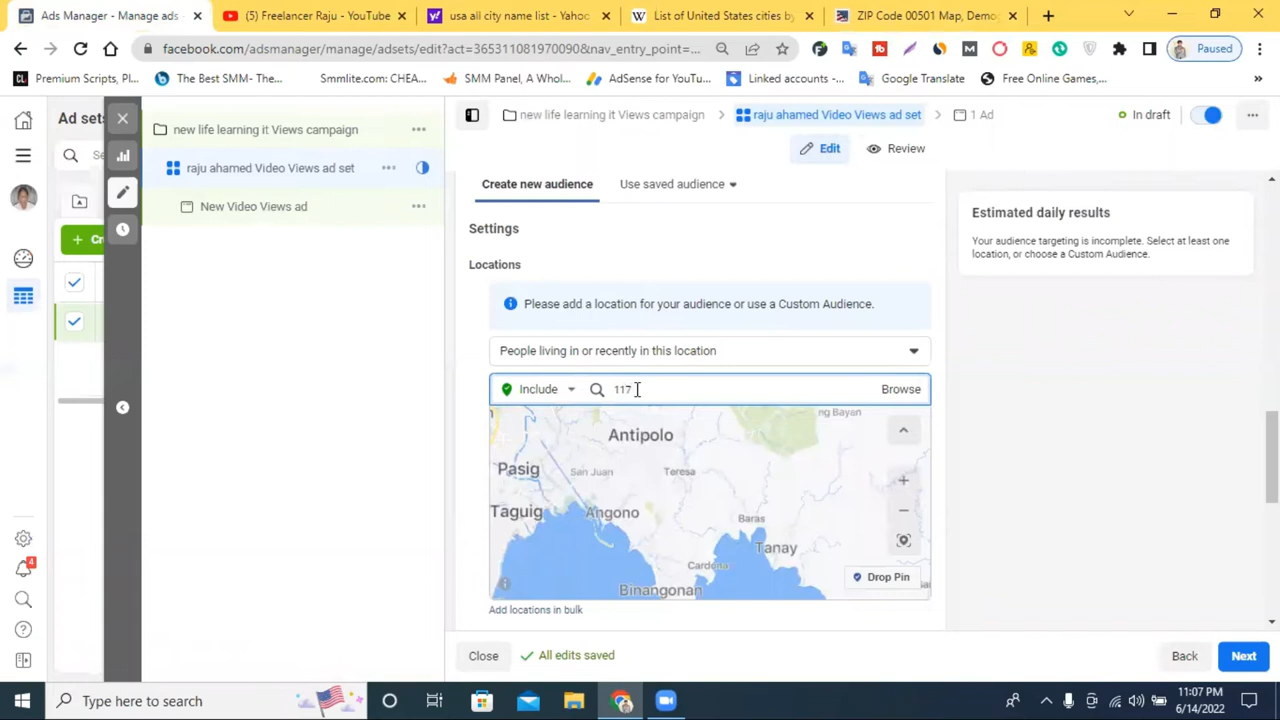 Ads Manager - Manage ads -
(5) Freelancer Raju - YouTube
usa all city name list - Yahoo
List of United States cities by
ZIP Code 00501 Map, Demo
facebook.com/adsmanager/manage/adsets/edit?act=365311081970090&nav_entry_point=...
Paused
Premium Scripts, Pl...
The Best SMM- The...
Smmlite.com: CHEA...
SMM Panel, A Whol...
AdSense for YouTu...
Linked accounts -...
Google Translate
Free Online Games,...
Ad sets
new life learning it Views campaign
raju ahamed Video Views ad set
New Video Views ad
new life learning it Views campaign
raju ahamed Video Views ad set
1 Ad
In draft
Edit
Review
Create new audience
Use saved audience
Settings
Locations
Please add a location for your audience or use a Custom Audience.
People living in or recently in this location
Include
117
Browse
ng Bayan
Antipolo
Pasig
San Juan
Teresa
Taguig
Angono
Baras
Tanay
Cardona
Binangonan
Drop Pin
Add locations in bulk
Estimated daily results
Your audience targeting is incomplete. Select at least one
location, or choose a Custom Audience.
4
Close
All edits saved
Back
Next
Type here to search
11:07 PM
6/14/2022